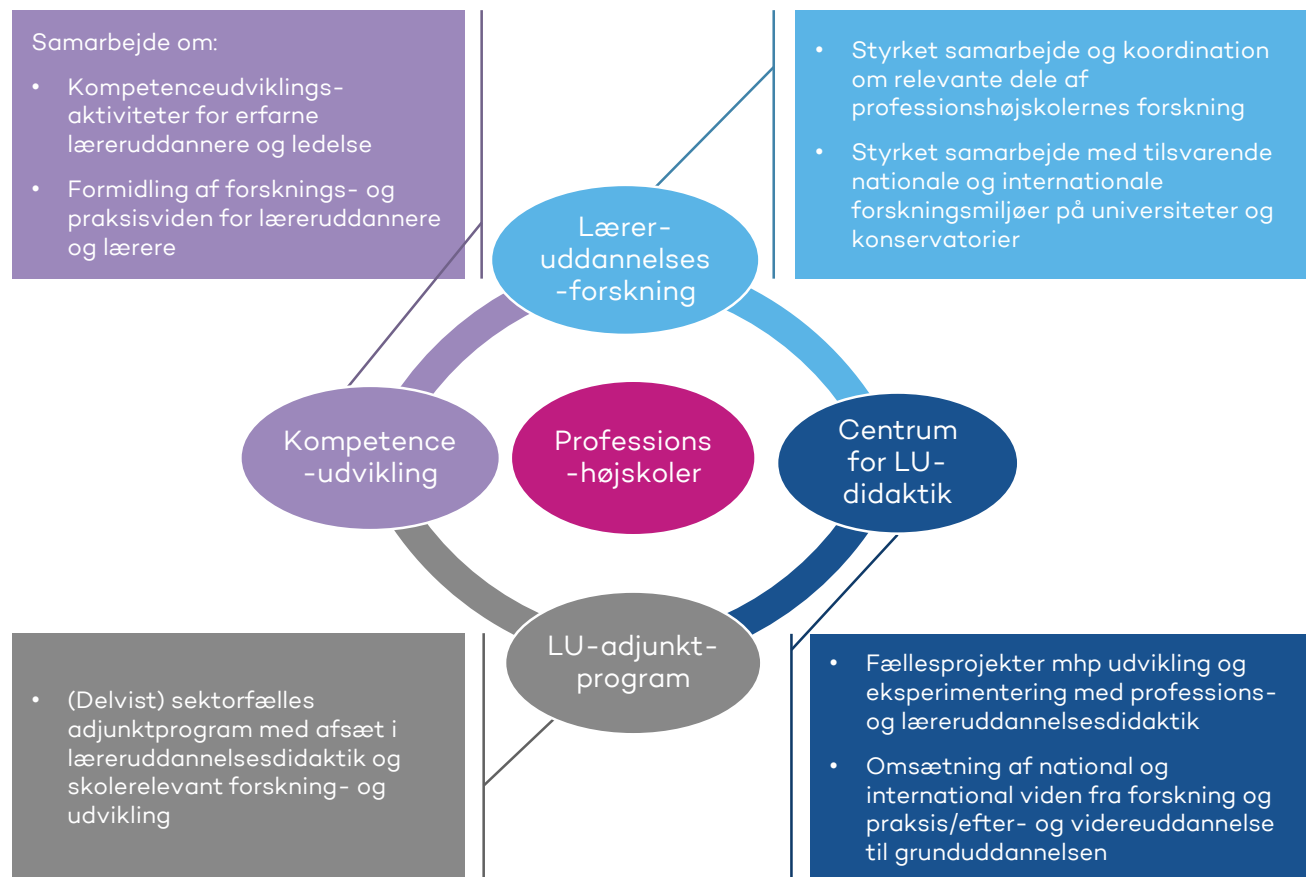 Samarbejde om:
• Kompetenceudviklings-
aktiviteter for erfarne
læreruddannere og ledelse
• Formidling af forsknings- og
praksisviden for læreruddannere
og lærere
• Styrket samarbejde og koordination
om relevante dele af
professionshøjskolernes forskning
• Styrket samarbejde med tilsvarende
nationale og internationale
forskningsmiljøer på universiteter og
konservatorier
Lærer-
uddannelses
-forskning
Kompetence
-udvikling
Professions
-højskoler
Centrum
for LU-
didaktik
LU-adjunkt-
program
• (Delvist) sektorfælles
adjunktprogram med afsæt i
læreruddannelsesdidaktik og
skolerelevant forskning- og
udvikling
• Fællesprojekter mhp udvikling og
eksperimentering med professions-
og læreruddannelsesdidaktik
• Omsætning af national og
international viden fra forskning og
praksis/efter- og videreuddannelse
til grunduddannelsen